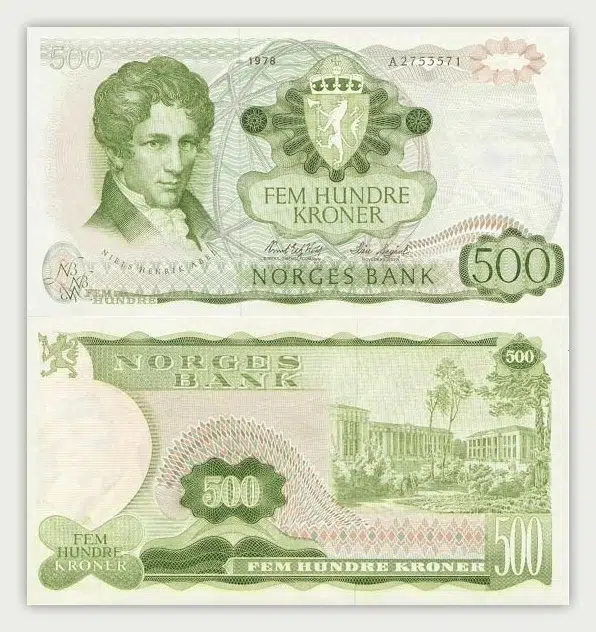 500
1978
A2753571
500
FEM HUNDRE
KRONER
NIELS HENRIK ABEL
NORGES BANK
FEM
HUNDRE
NORGES
BANK
500
500
FEM
HUNDRE
KRONER
FEM HUNDRE KRONER
500